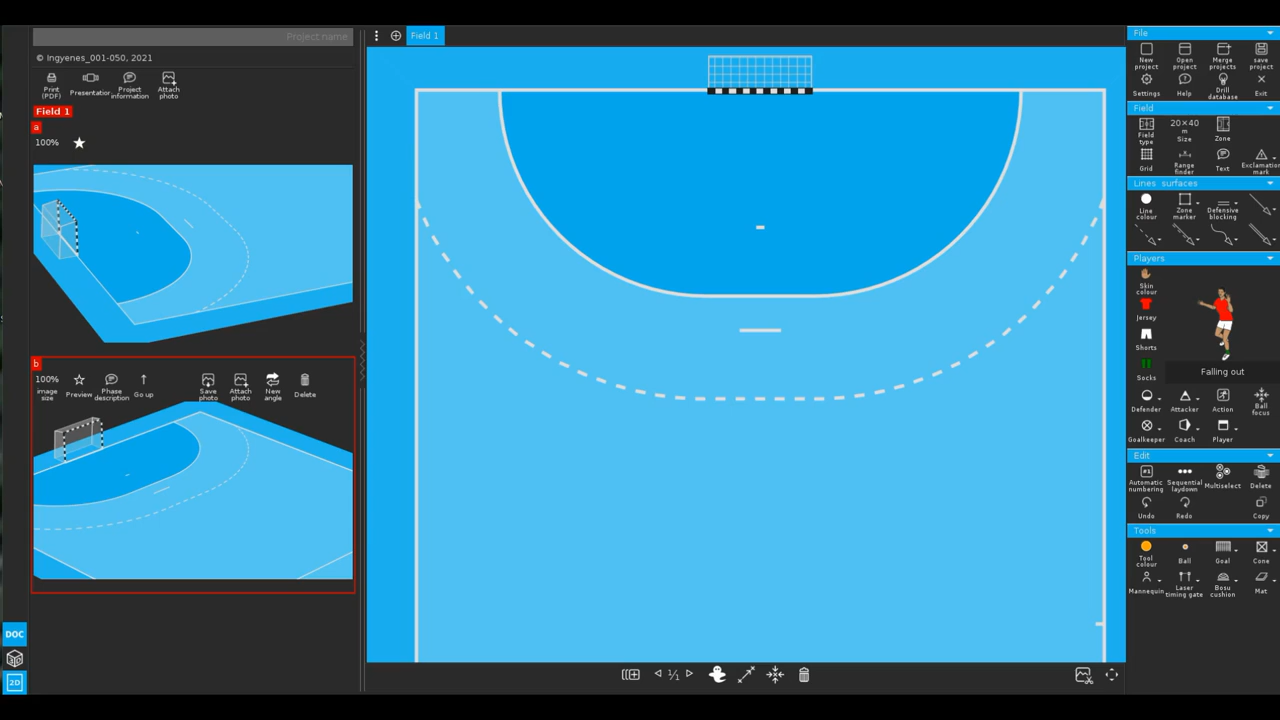 Project name
© Ingyenes_001-050, 2021
Print (PDF)
Presentation
Project information
Attach photo
Field 1
a
100%
b
100%
image size
Preview
Phase description
Go up
Save photo
Attach photo
New angle
Delete
DOC
3D
2D
Field 1
1/1
File
New project
Open project
Merge projects
save project
Settings
Help
Drill database
Exit
Field
Field type
20×40 m
Size
Zone
Grid
Range finder
Text
Exclamation mark
Lines surfaces
Line colour
Zone marker
Defensive blocking
Players
Skin colour
Jersey
Shorts
Socks
Falling out
Defender
Attacker
Action
Ball focus
Goalkeeper
Coach
Player
Edit
#1
Automatic numbering
Sequential laydown
Multiselect
Delete
Undo
Redo
Copy
Tools
Tool colour
Ball
Goal
Cone
Mannequin
Laser timing gate
Bosu cushion
Mat